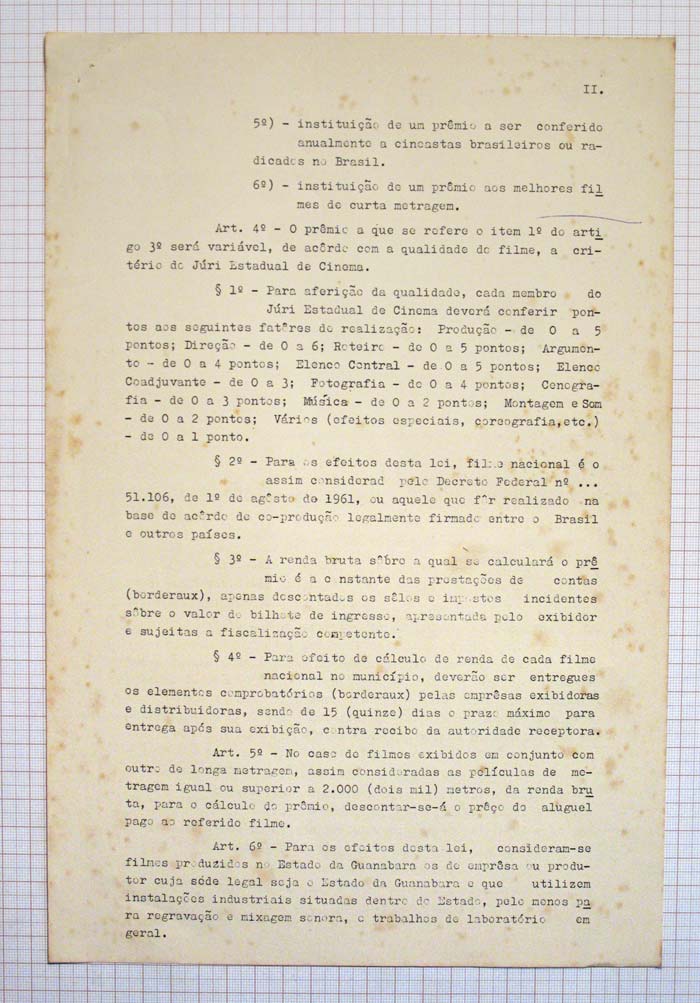 II.
5º) - instituição de um prêmio a ser conferido
anualmente a cineastas brasileiros ou ra-
dicados no Brasil.
6º) - instituição de um prêmio aos melhores fil
mes de curta metragem.
Art. 4º - O prêmio a que se refere o item 1º do arti
go 3º será variável, de acôrdo com a qualidade do filme, a cri-
tério do Júri Estadual de Cinema.
§ 1º - Para aferição da qualidade, cada membro do
Júri Estadual de Cinema deverá conferir pon-
tos aos seguintes fatôres de realização: Produção - de 0 a 5
pontos; Direção - de 0 a 6; Roteiro - de 0 a 5 pontos; Argumen-
to - de 0 a 4 pontos; Elenco Central - de 0 a 5 pontos; Elenco
Coadjuvante - de 0 a 3; Fotografia - de 0 a 4 pontos; Cenogra-
fia - de 0 a 3 pontos; Música - de 0 a 2 pontos; Montagem e Som
- de 0 a 2 pontos; Vários (efeitos especiais, coreografia,etc.)
- de 0 a 1 ponto.
§ 2º - Para os efeitos desta lei, filme nacional é o
assim considerad pelo Decreto Federal nº ...
51.106, de 1º de agôsto de 1961, ou aquele que fôr realizado na
base de acôrdo de co-produção legalmente firmado entre o Brasil
e outros países.
§ 3º - A renda bruta sôbre a qual se calculará o prê
mio é a constante das prestações de contas
(borderaux), apenas descontados os sêlos e impostos incidentes
sôbre o valor do bilhete de ingresso, apresentada pelo exibidor
e sujeitas a fiscalização competente.
§ 4º - Para efeito de cálculo de renda de cada filme
nacional no município, deverão ser entregues
os elementos comprobatórios (borderaux) pelas emprêsas exibidoras
e distribuidoras, sendo de 15 (quinze) dias o prazo máximo para
entrega após sua exibição, contra recibo da autoridade receptora.
Art. 5º - No caso de filmes exibidos em conjunto com
outro de longa metragem, assim consideradas as películas de me-
tragem igual ou superior a 2.000 (dois mil) metros, da renda bru
ta, para o cálculo do prêmio, descontar-se-á o prêço do aluguel
pago ao referido filme.
Art. 6º - Para os efeitos desta lei, consideram-se
filmes produzidos no Estado da Guanabara os de emprêsa ou produ-
tor cuja séde legal seja o Estado da Guanabara e que utilizem
instalações industriais situadas dentro do Estado, pelo menos pa
ra regravação e mixagem sonora, e trabalhos de laboratório em
geral.